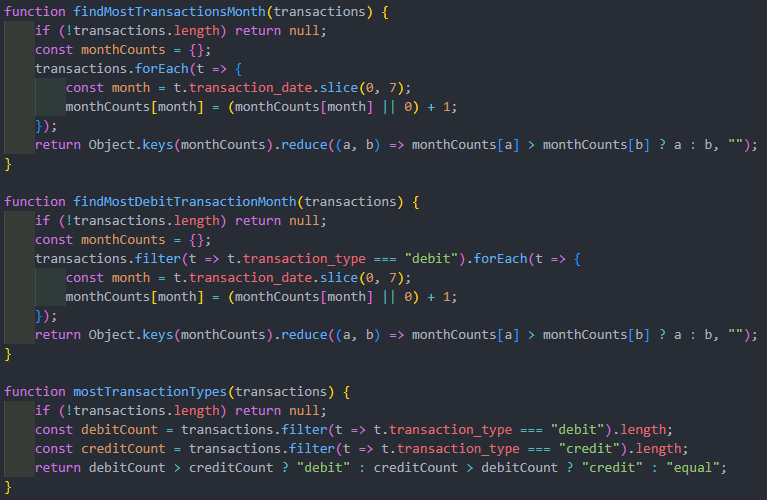 function findMostTransactionsMonth(transactions) {
    if (!transactions.length) return null;
    const monthCounts = {};
    transactions.forEach(t => {
        const month = t.transaction_date.slice(0, 7);
        monthCounts[month] = (monthCounts[month] || 0) + 1;
    });
    return Object.keys(monthCounts).reduce((a, b) => monthCounts[a] > monthCounts[b] ? a : b, "");
}

function findMostDebitTransactionMonth(transactions) {
    if (!transactions.length) return null;
    const monthCounts = {};
    transactions.filter(t => t.transaction_type === "debit").forEach(t => {
        const month = t.transaction_date.slice(0, 7);
        monthCounts[month] = (monthCounts[month] || 0) + 1;
    });
    return Object.keys(monthCounts).reduce((a, b) => monthCounts[a] > monthCounts[b] ? a : b, "");
}

function mostTransactionTypes(transactions) {
    if (!transactions.length) return null;
    const debitCount = transactions.filter(t => t.transaction_type === "debit").length;
    const creditCount = transactions.filter(t => t.transaction_type === "credit").length;
    return debitCount > creditCount ? "debit" : creditCount > debitCount ? "credit" : "equal";
}